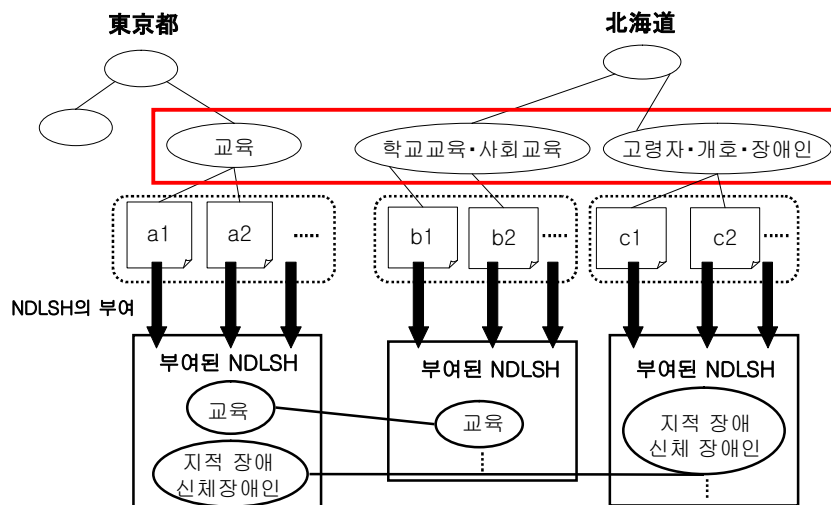 東京都
北海道
교육
학교교육·사회교육
고령자·개호·장애인
a1
a2
.....
b1
b2
.....
c1
c2
.....
NDLSH의 부여
부여된 NDLSH
부여된 NDLSH
부여된 NDLSH
교육
교육
지적 장애
신체 장애인
지적 장애
신체장애인